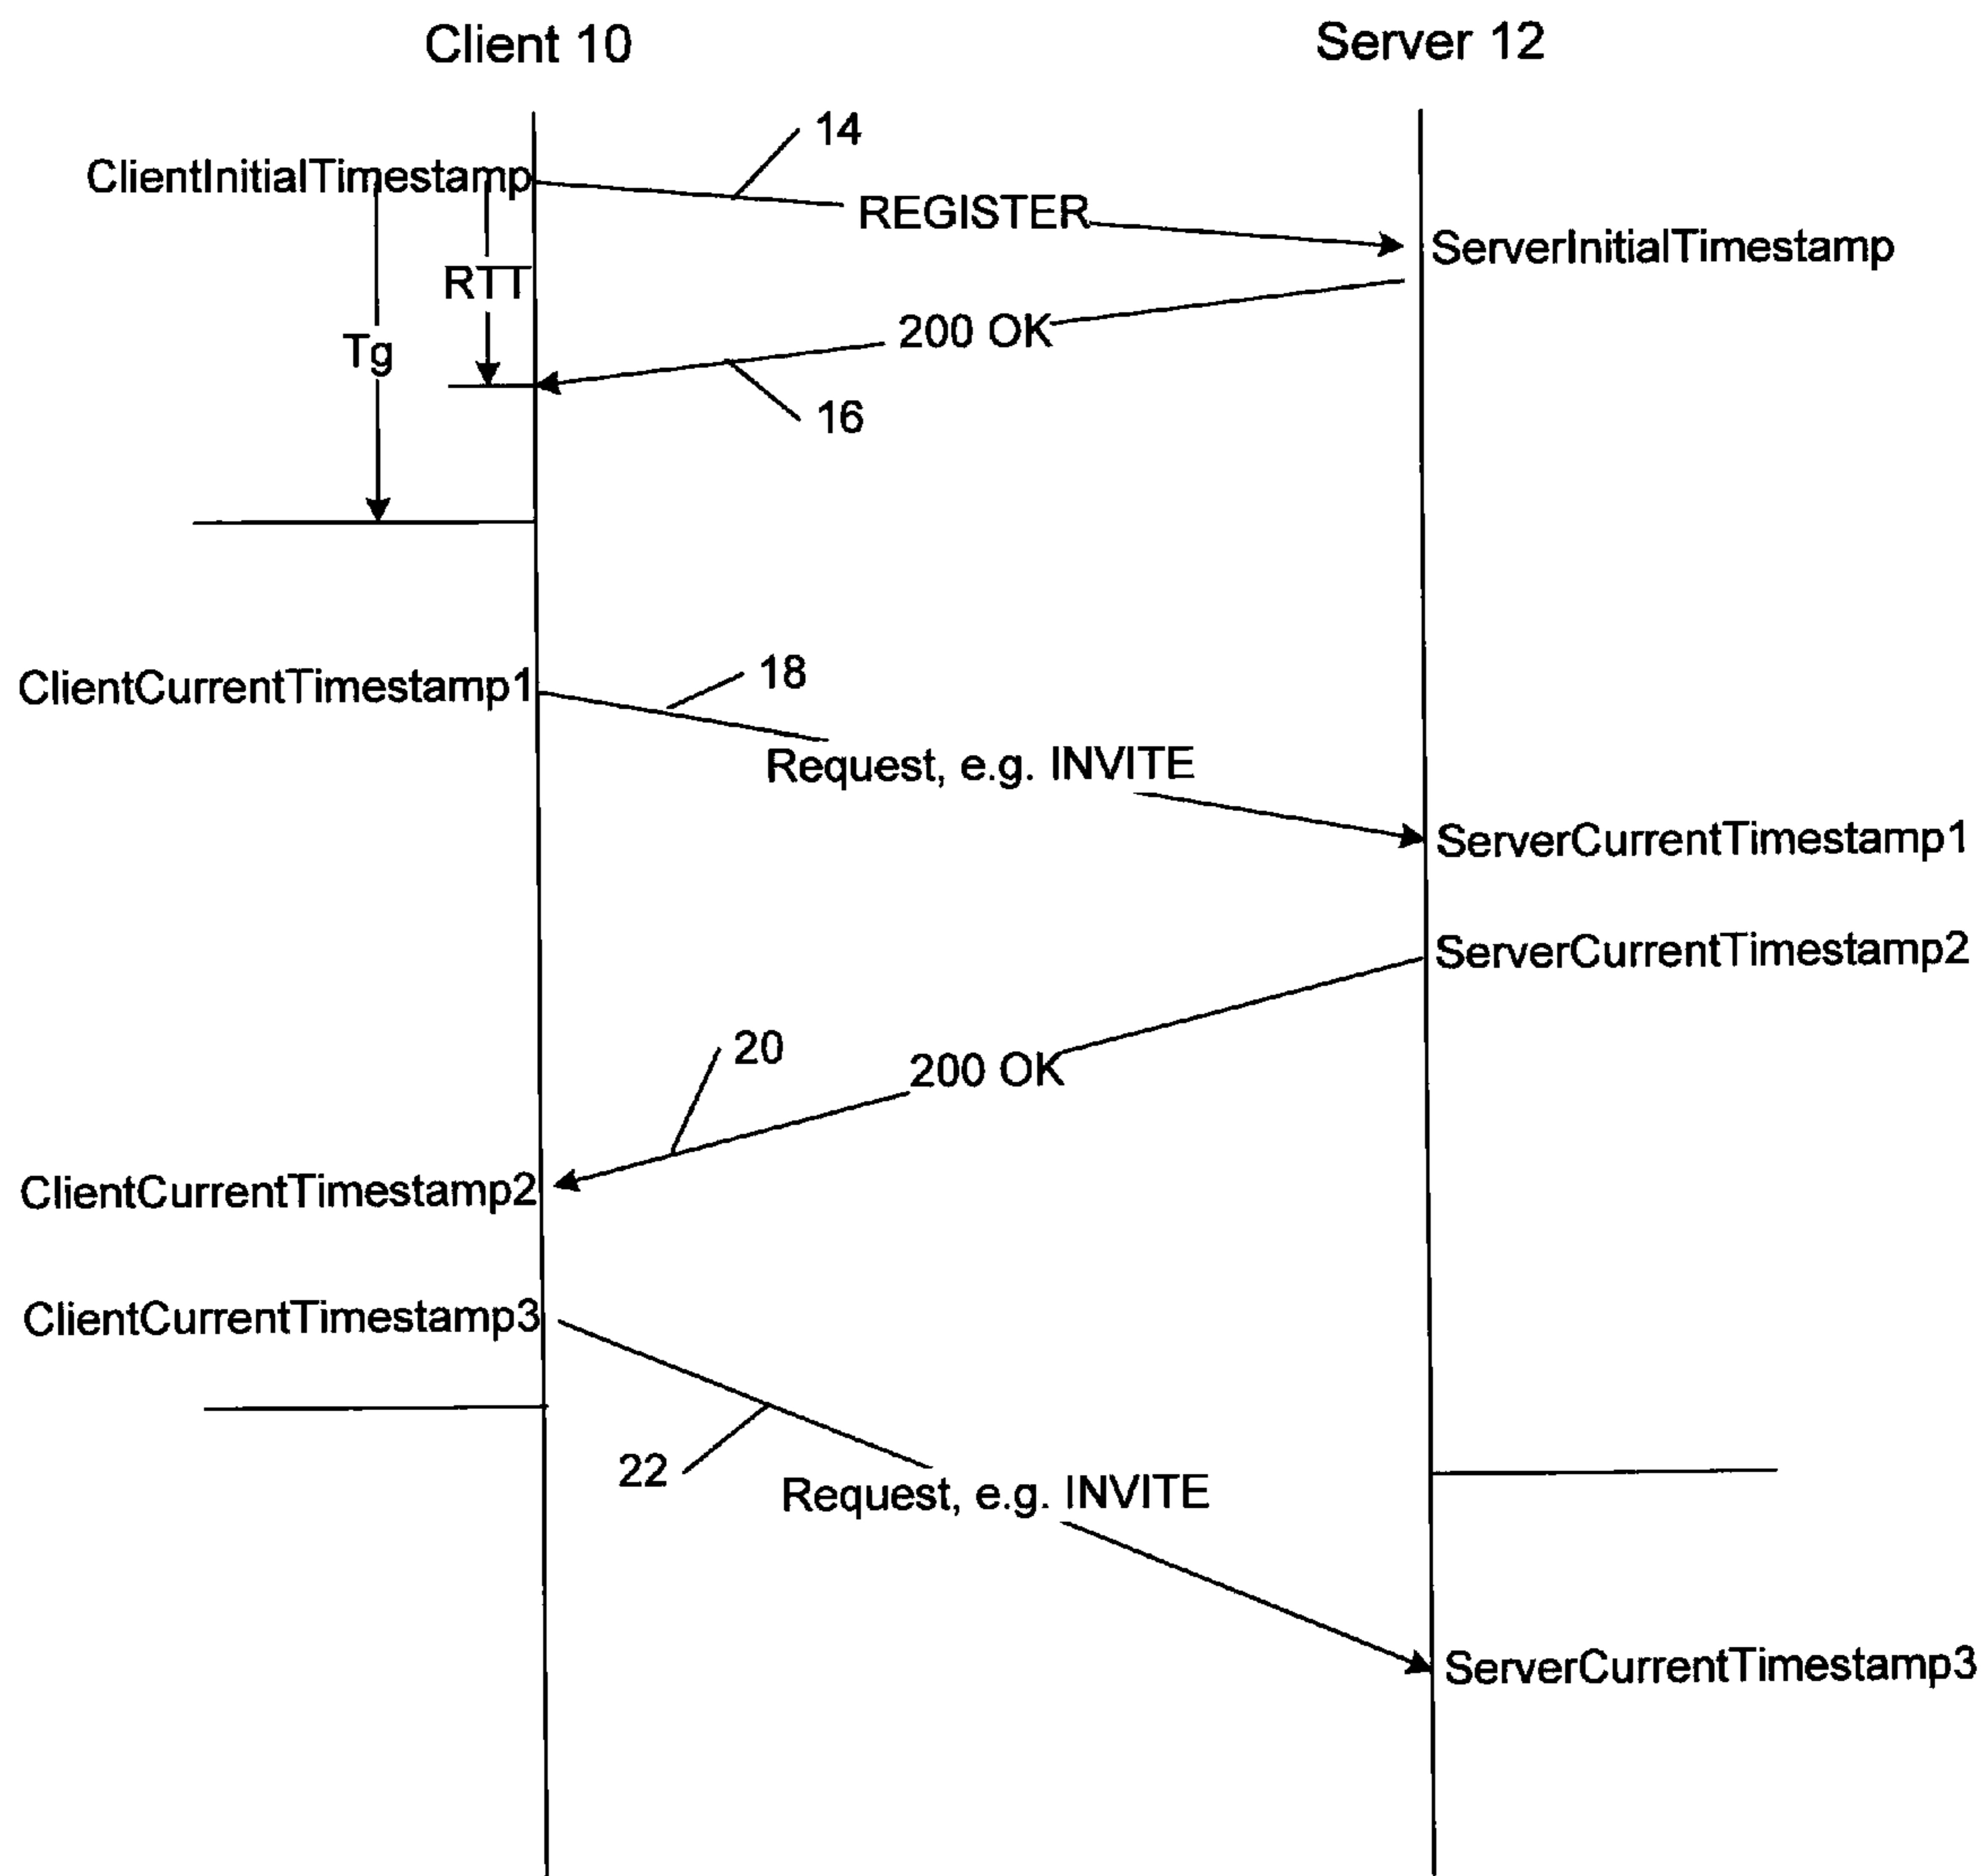 Client 10
Server 12
14
ClientInitialTimestamp
REGISTER
ServerInitialTimestamp
RTT
200 OK
Tg
16
18
ClientCurrentTimestamp1
Request, e.g. INVITE
ServerCurrentTimestamp1
ServerCurrentTimestamp2
20
200 OK
ClientCurrentTimestamp2
ClientCurrentTimestamp3
22
Request, e.g. INVITE
ServerCurrentTimestamp3